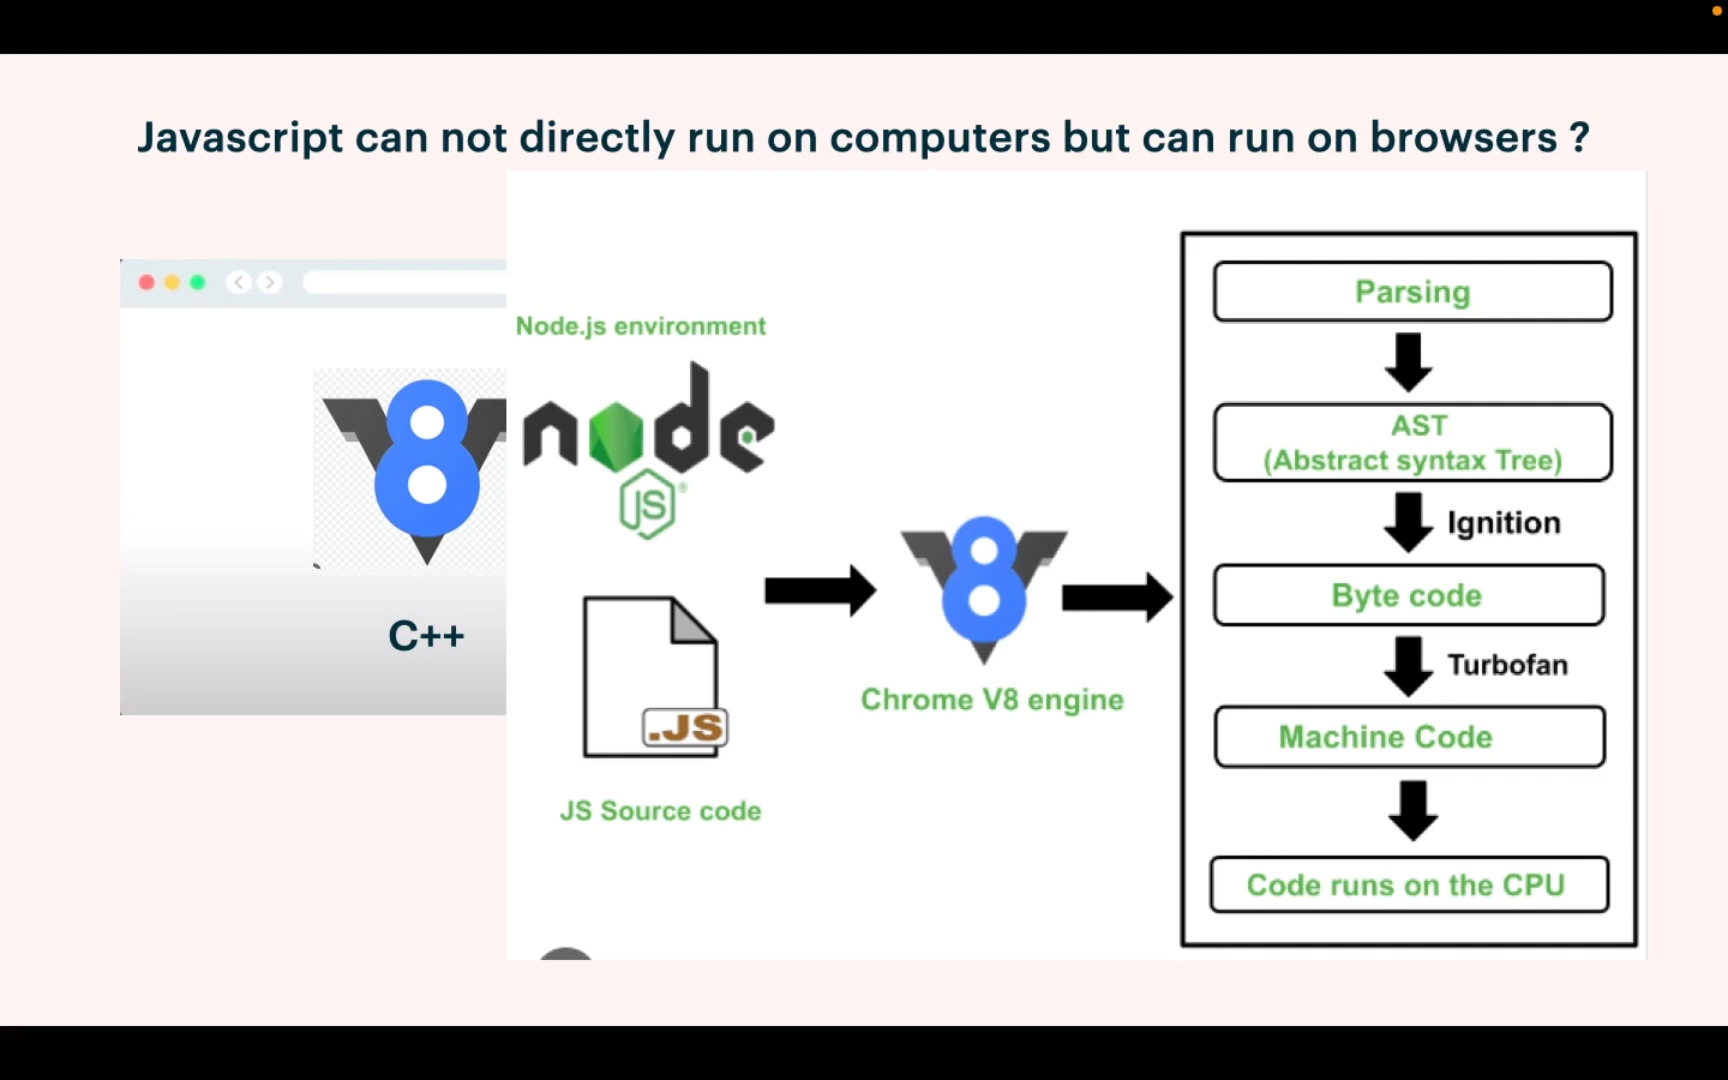 Javascript can not directly run on computers but can run on browsers ?
8
C++
Node.js environment
node
JS
®
.JS
JS Source code
8
Chrome V8 engine
Parsing
AST
(Abstract syntax Tree)
Ignition
Byte code
Turbofan
Machine Code
Code runs on the CPU